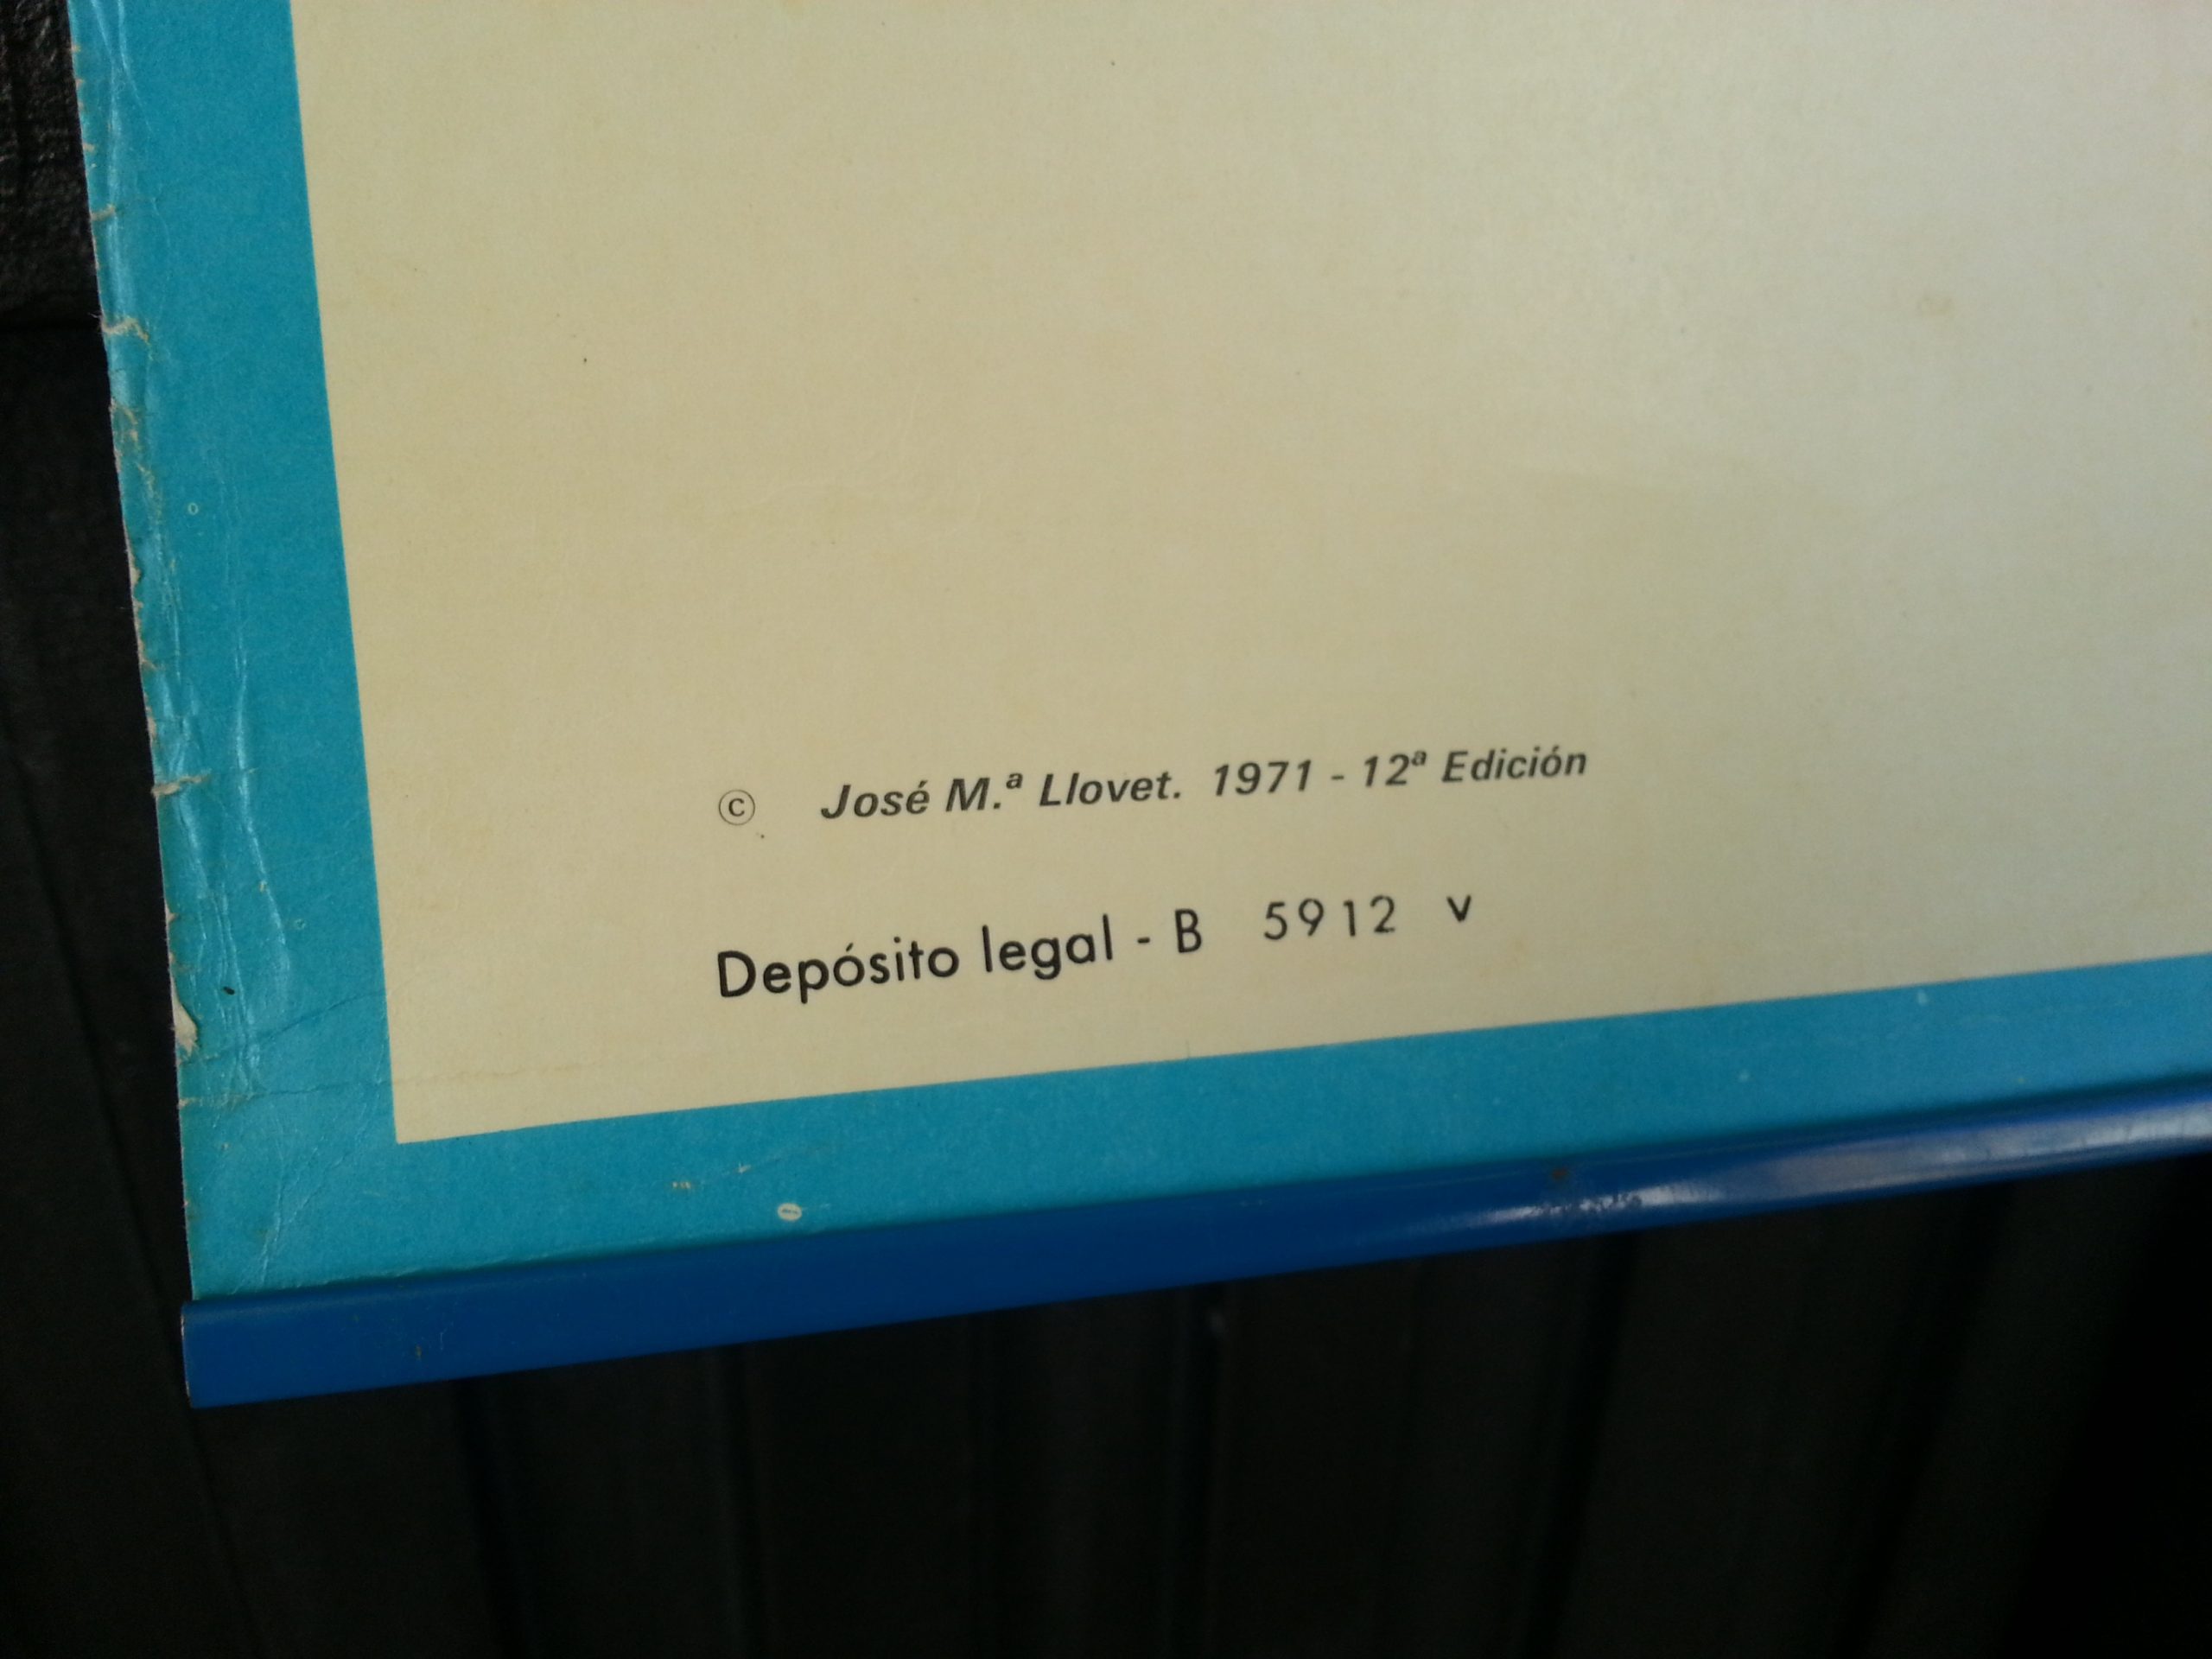 © José M.ª Llovet. 1971 - 12ª Edición
Depósito legal - B 5912 v